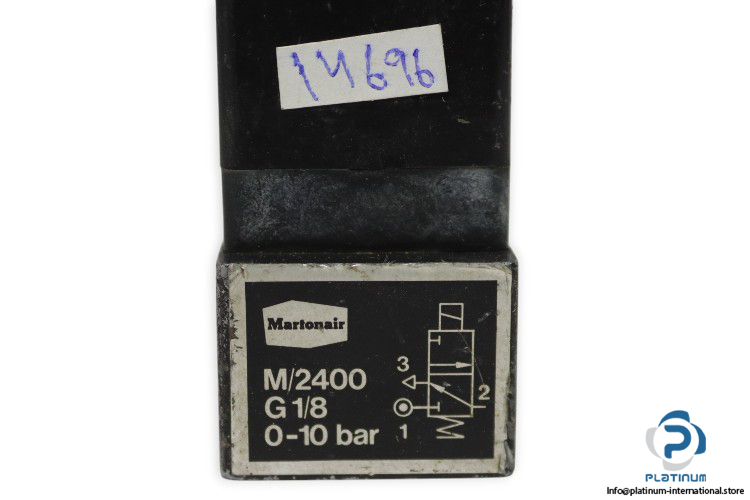 14696
Martonair
M/2400
G 1/8
0-10 bar
3
2
1
PLATINUM
Info@platinum-international.store